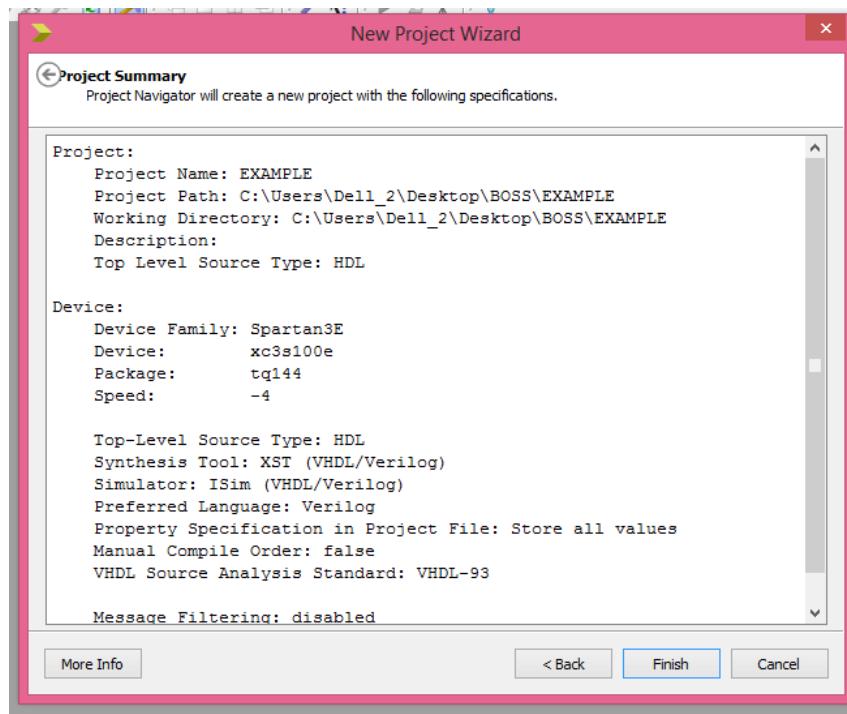 New Project Wizard
Project Summary
Project Navigator will create a new project with the following specifications.
Project:
Project Name: EXAMPLE
Project Path: C:\Users\Dell_2\Desktop\BOSS\EXAMPLE
Working Directory: C:\Users\Dell_2\Desktop\BOSS\EXAMPLE
Description:
Top Level Source Type: HDL
Device:
Device Family: Spartan3E
Device: xc3s100e
Package: tq144
Speed: -4
Top-Level Source Type: HDL
Synthesis Tool: XST (VHDL/Verilog)
Simulator: ISim (VHDL/Verilog)
Preferred Language: Verilog
Property Specification in Project File: Store all values
Manual Compile Order: false
VHDL Source Analysis Standard: VHDL-93
Message Filtering: disabled
More Info < Back Finish Cancel